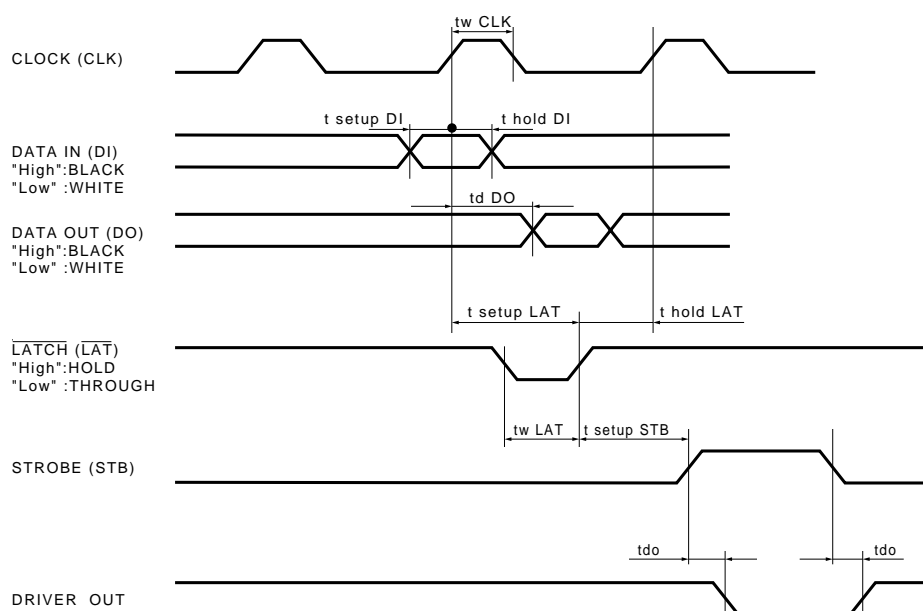 tw CLK
CLOCK (CLK)
t setup DI
t hold DI
DATA IN (DI)
"High":BLACK
"Low" :WHITE
td DO
DATA OUT (DO)
"High":BLACK
"Low" :WHITE
t setup LAT
t hold LAT
LATCH (LAT)
"High":HOLD
"Low" :THROUGH
tw LAT
t setup STB
STROBE (STB)
tdo
tdo
DRIVER OUT